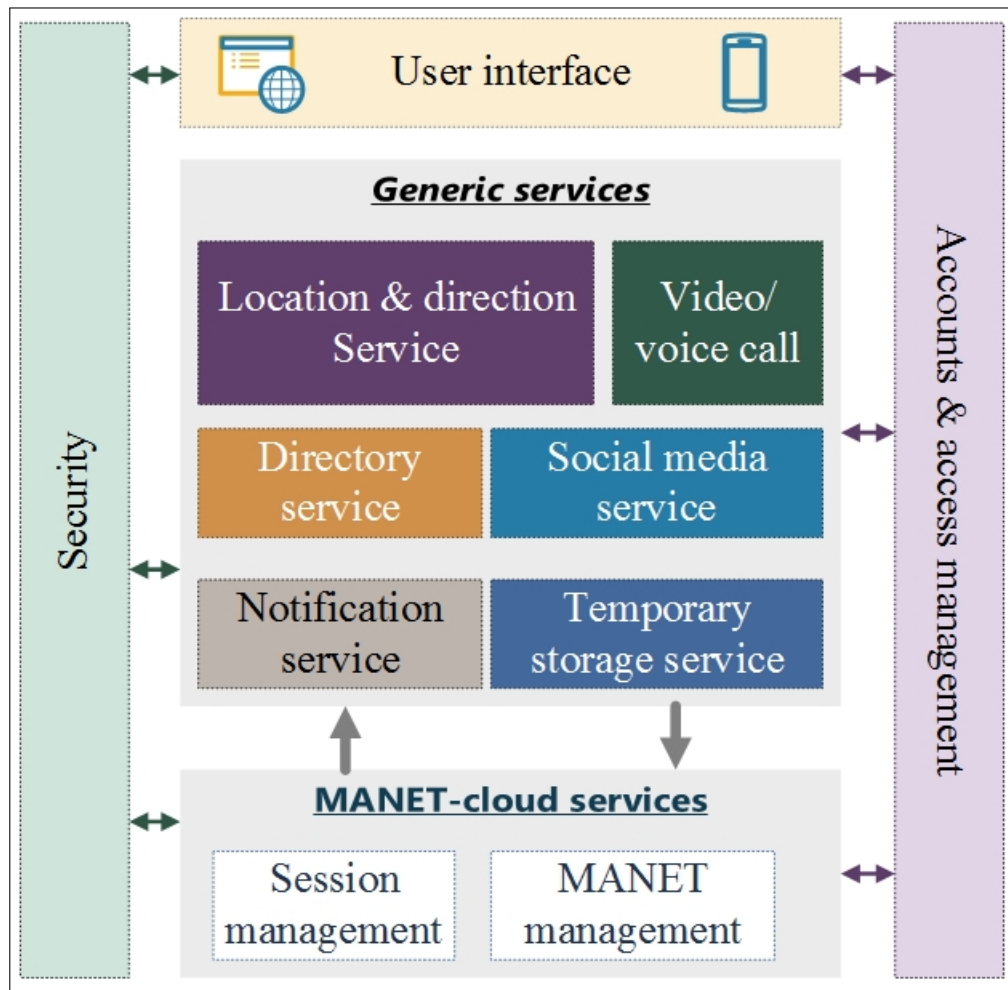 User interface
Generic services
Location & direction
Service
Video/
voice call
Directory
service
Social media
service
Notification
service
Temporary
storage service
MANET-cloud services
Session
management
MANET
management
Security
Accounts & access management